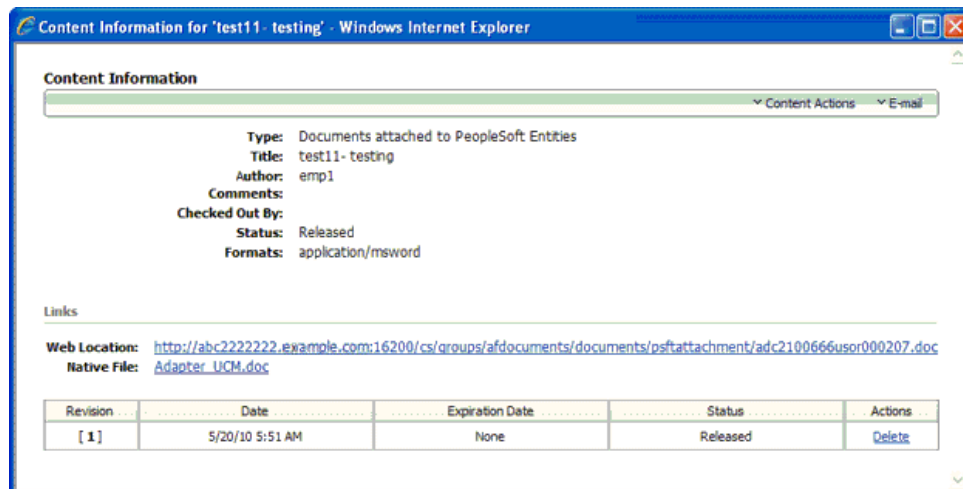 Content Information for 'test11- testing' - Windows Internet Explorer
Content Information
Content Actions E-mail
Type: Documents attached to PeopleSoft Entities
Title: test11- testing
Author: emp1
Comments:
Checked Out By:
Status: Released
Formats: application/msword
Links
Web Location: http://abc2222222.example.com:16200/cs/groups/afdocuments/documents/psftattachment/adc2100666usor000207.doc
Native File: Adapter_UCM.doc
Revision Date Expiration Date Status Actions
[ 1 ] 5/20/10 5:51 AM None Released Delete